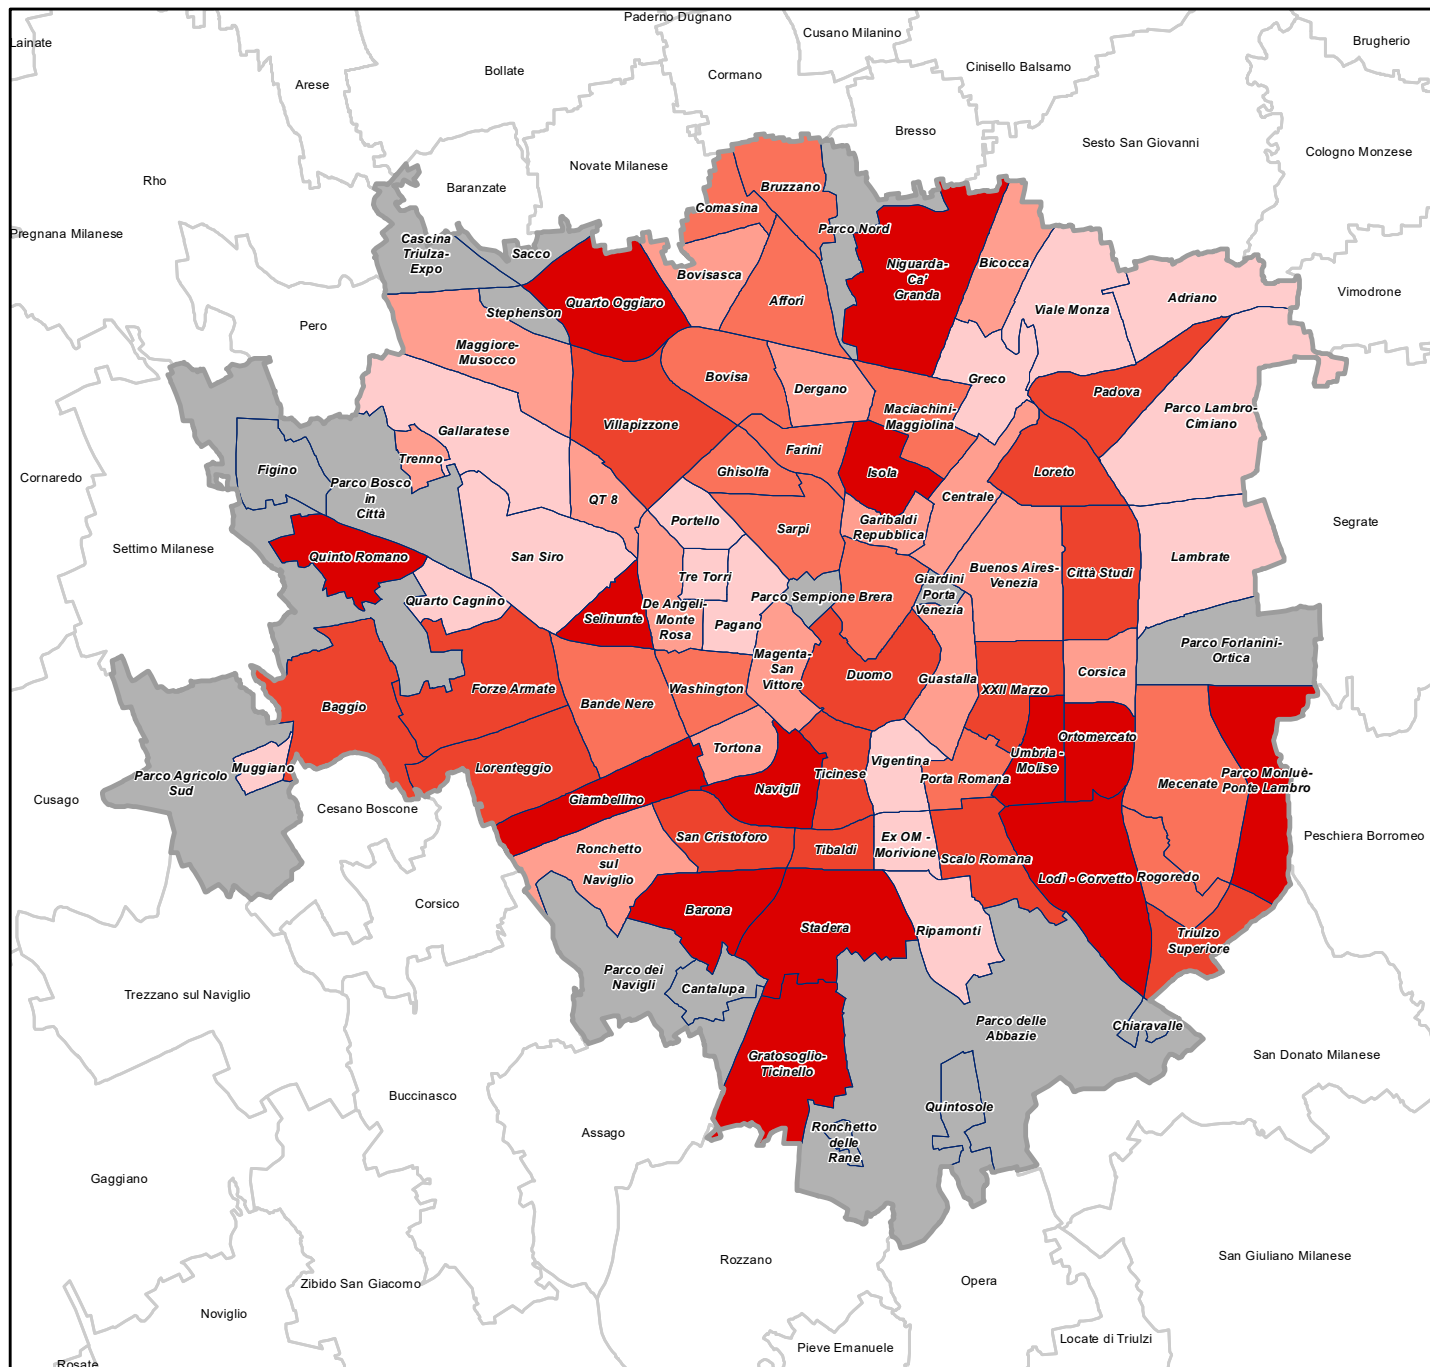 Paderno Dugnano
Cusano Milanino
Brugherio
Lainate
Bollate
Cormano
Cinisello Balsamo
Arese
Bresso
Sesto San Giovanni
Cologno Monzese
Novate Milanese
Rho
Baranzate
Bruzzano
Comasina
Parco Nord
Pregnana Milanese
Cascina
Triulza-
Expo
Sacco
Bovisasca
Niguarda-
Ca'
Granda
Bicocca
Vimodrone
Adriano
Viale Monza
Quarto Oggiaro
Affori
Stephenson
Pero
Maggiore-
Musocco
Bovisa
Dergano
Greco
Padova
Maciachini-
Maggiolina
Parco Lambro-
Cimiano
Villapizzone
Gallaratese
Farini
Trenno
Figino
Cornaredo
Parco Bosco
in
Città
Ghisolfa
Isola
Loreto
QT 8
Centrale
Portello
Sarpi
Garibaldi
Repubblica
Segrate
Settimo Milanese
Quinto Romano
San Siro
Lambrate
Buenos Aires-
Venezia
Città Studi
Tre Torri
Giardini
Porta
Venezia
Parco Sempione
Brera
Quarto Cagnino
Selinunte
De Angeli-
Monte
Rosa
Pagano
Parco Forlanini-
Ortica
Magenta-
San
Vittore
Duomo
Guastalla
XXII Marzo
Corsica
Forze Armate
Washington
Baggio
Bande Nere
Ortomercato
Tortona
Umbria -
Molise
Vigentina
Muggiano
Lorenteggio
Ticinese
Porta Romana
Parco Agricolo
Sud
Mecenate
Parco Monluè-
Ponte Lambro
Navigli
Giambellino
Cusago
Cesano Boscone
San Cristoforo
Tibaldi
Ex OM -
Morivione
Peschiera Borromeo
Ronchetto
sul
Naviglio
Scalo Romana
Lodi - Corvetto
Rogoredo
Corsico
Barona
Stadera
Ripamonti
Triulzo
Superiore
Parco dei
Navigli
Cantalupa
Trezzano sul Naviglio
Parco delle
Abbazie
Chiaravalle
San Donato Milanese
Gratosoglio-
Ticinello
Buccinasco
Quintosole
Assago
Ronchetto
delle
Rane
Gaggiano
Rozzano
San Giuliano Milanese
Opera
Zibido San Giacomo
Noviglio
Locate di Triulzi
Pieve Emanuele
Rosate